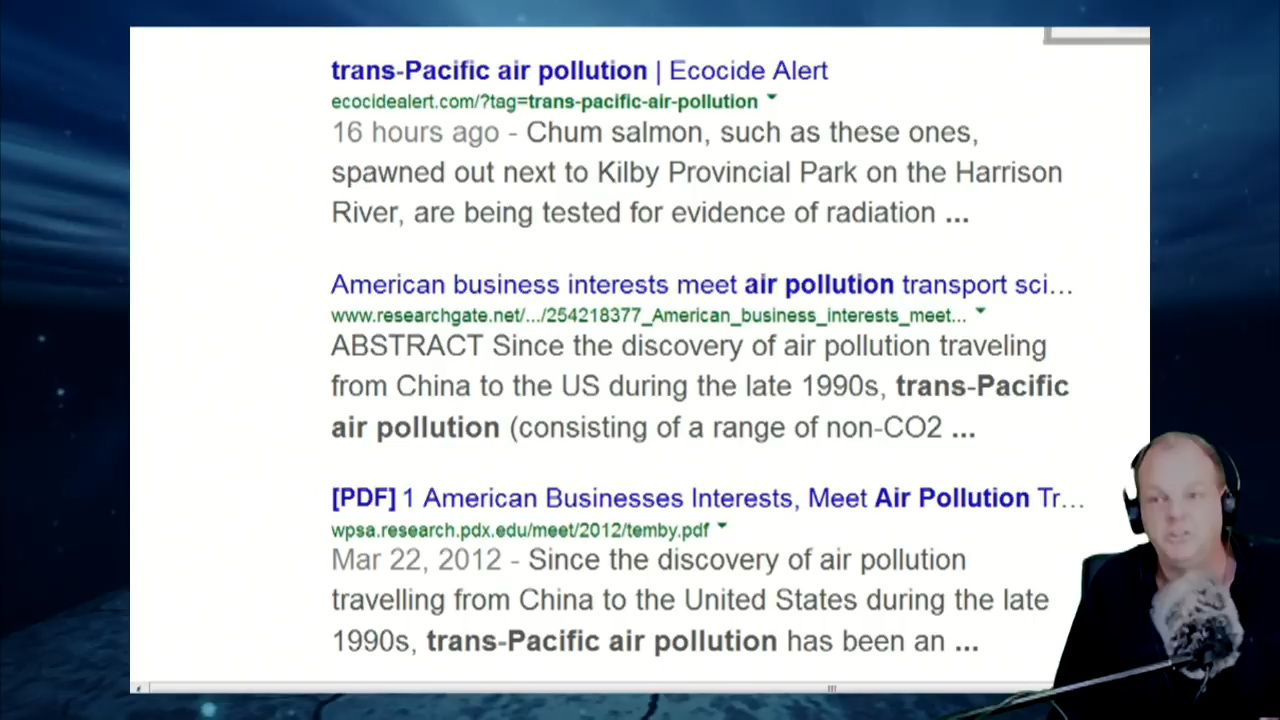 trans-Pacific air pollution | Ecocide Alert
ecocidealert.com/?tag=trans-pacific-air-pollution
16 hours ago - Chum salmon, such as these ones,
spawned out next to Kilby Provincial Park on the Harrison
River, are being tested for evidence of radiation ...
American business interests meet air pollution transport sci...
www.researchgate.net/.../254218377_American_business_interests_meet...
ABSTRACT Since the discovery of air pollution traveling
from China to the US during the late 1990s, trans-Pacific
air pollution (consisting of a range of non-CO2 ...
[PDF] 1 American Businesses Interests, Meet Air Pollution Tr...
wpsa.research.pdx.edu/meet/2012/temby.pdf
Mar 22, 2012 - Since the discovery of air pollution
travelling from China to the United States during the late
1990s, trans-Pacific air pollution has been an ...